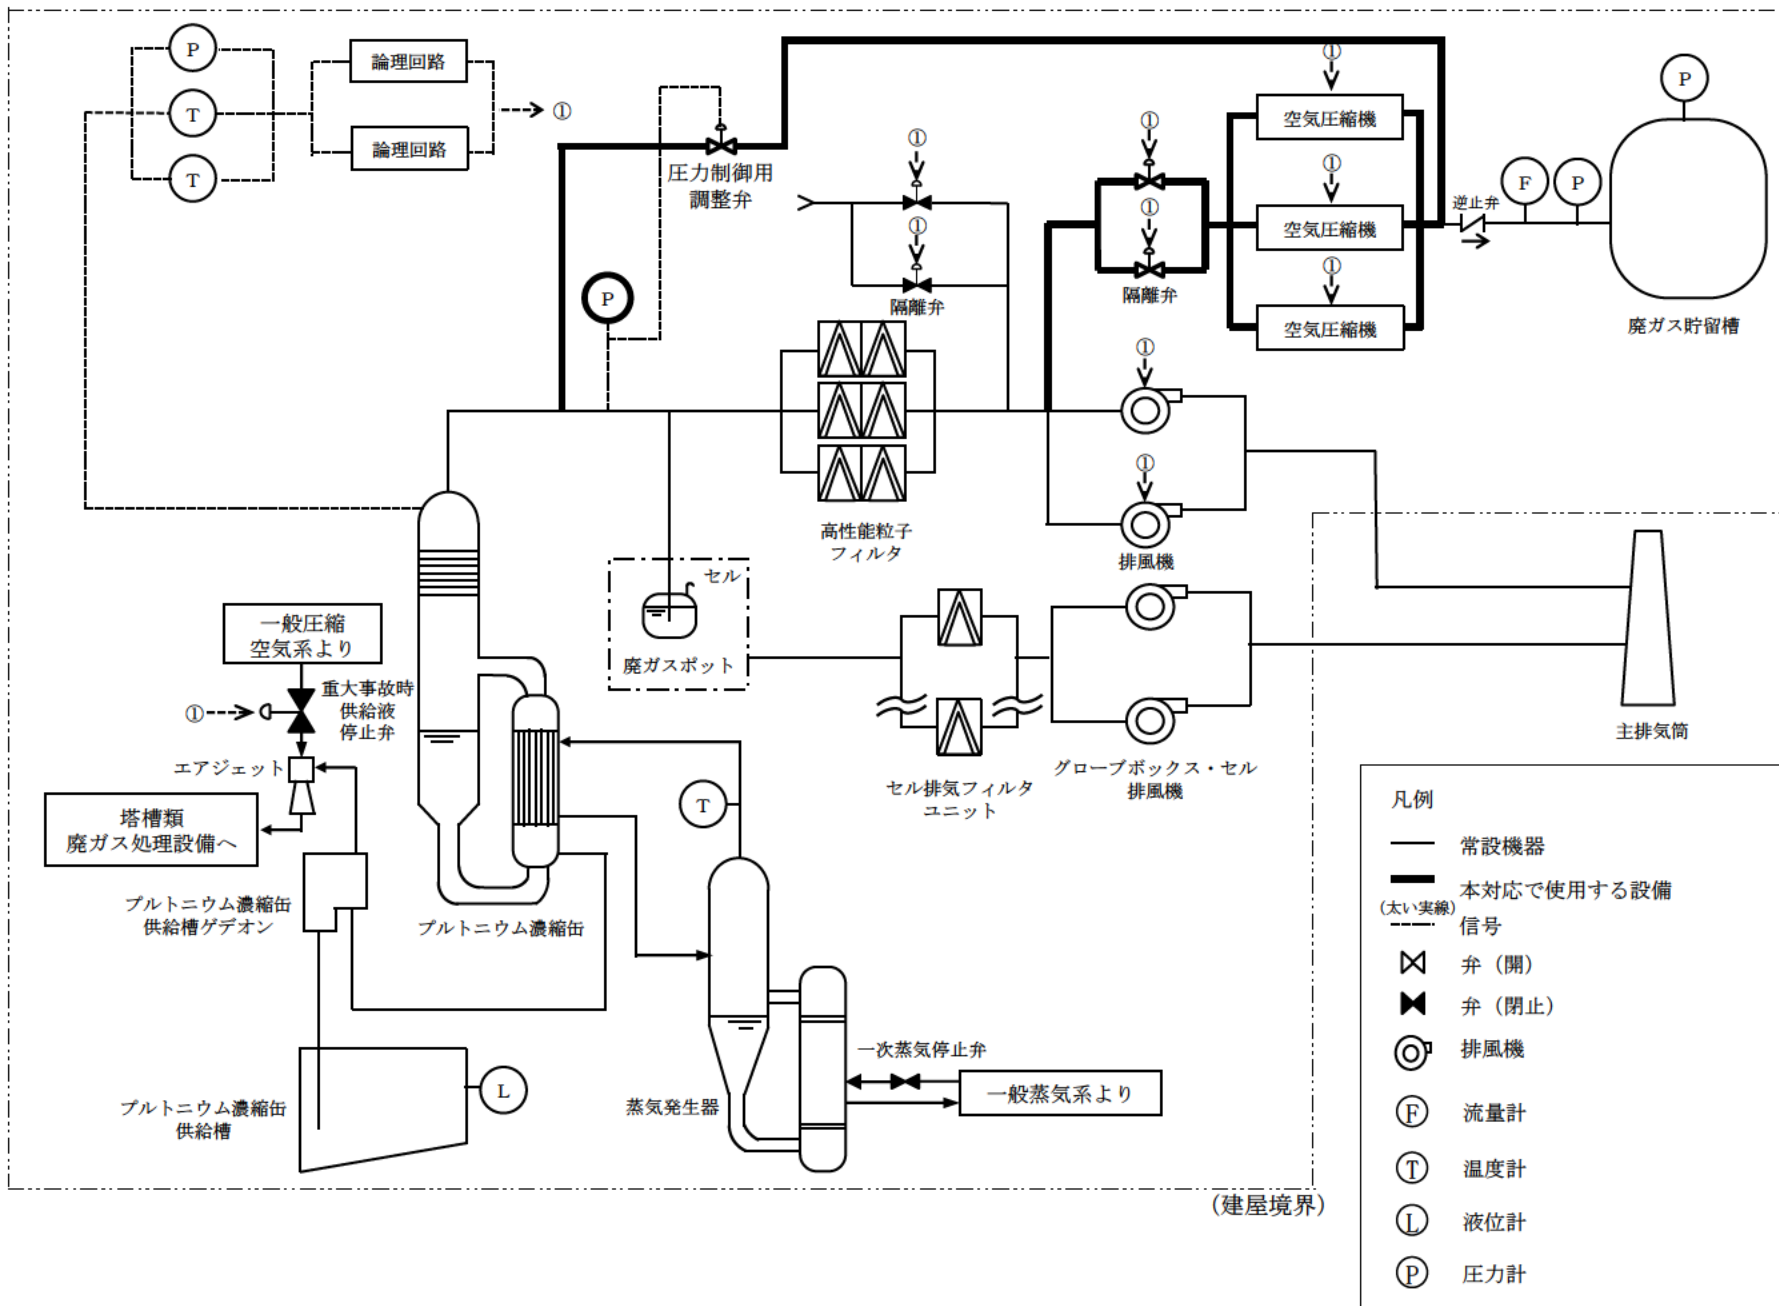 P
T
T
論理回路
論理回路
①
圧力制御用
調整弁
P
①
①
隔離弁
①
①
隔離弁
①
空気圧縮機
①
空気圧縮機
①
空気圧縮機
逆止弁
F
P
P
廃ガス貯留槽
高性能粒子
フィルタ
①
①
排風機
セル
廃ガスポット
セル排気フィルタ
ユニット
グローブボックス・セル
排風機
主排気筒
一般圧縮
空気系より
①
重大事故時
供給液
停止弁
エアジェット
塔槽類
廃ガス処理設備へ
プルトニウム濃縮缶
供給槽ゲデオン
プルトニウム濃縮缶
T
プルトニウム濃縮缶
供給槽
L
蒸気発生器
一次蒸気停止弁
一般蒸気系より
(建屋境界)
凡例
常設機器
本対応で使用する設備
(太い実線)
信号
弁（開）
弁（閉止）
排風機
F 流量計
T 温度計
L 液位計
P 圧力計